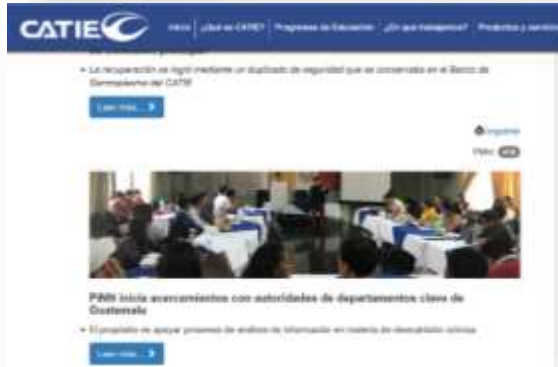 CATIE
Inicio ¿Qué es CATIE? Programas de Educación ¿En qué trabajamos? Productos y servicios
La recuperación se logró mediante un duplicado de seguridad que se conservaba en el Banco de
Germoplasma del CATIE
Leer más...
Imprimir
PiNN inicia acercamientos con autoridades de departamentos clave de
Guatemala
El propósito es apoyar procesos de análisis de información en materia de desnutrición crónica
Leer más...